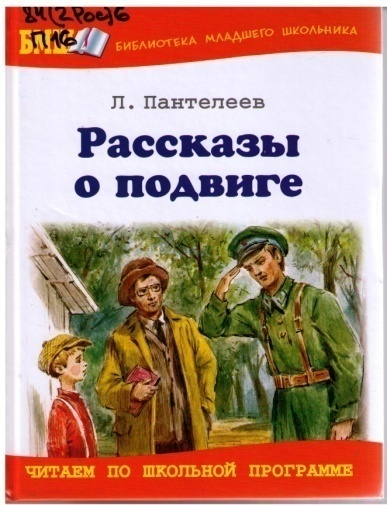 84(2Рос)6
П16
БМШ
БИБЛИОТЕКА МЛАДШЕГО ШКОЛЬНИКА
Л. Пантелеев
Рассказы
о подвиге
ЧИТАЕМ ПО ШКОЛЬНОЙ ПРОГРАММЕ